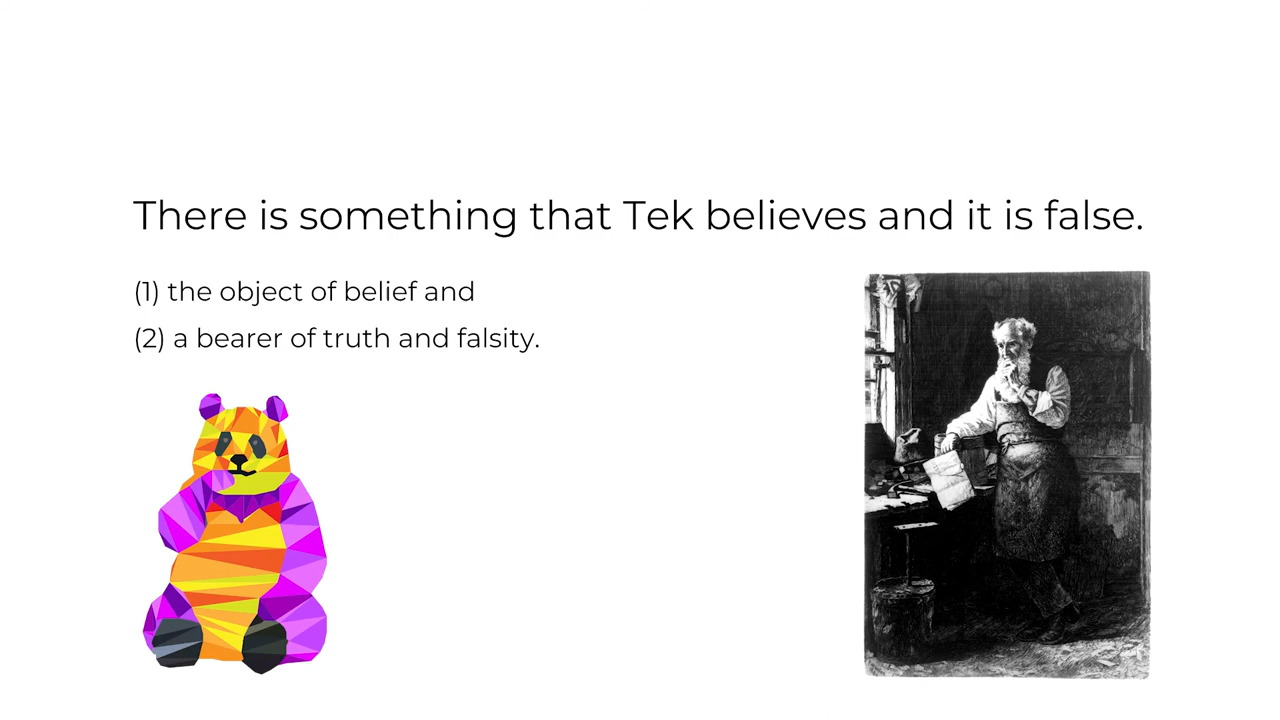 There is something that Tek believes and it is false.
(1) the object of belief and
(2) a bearer of truth and falsity.